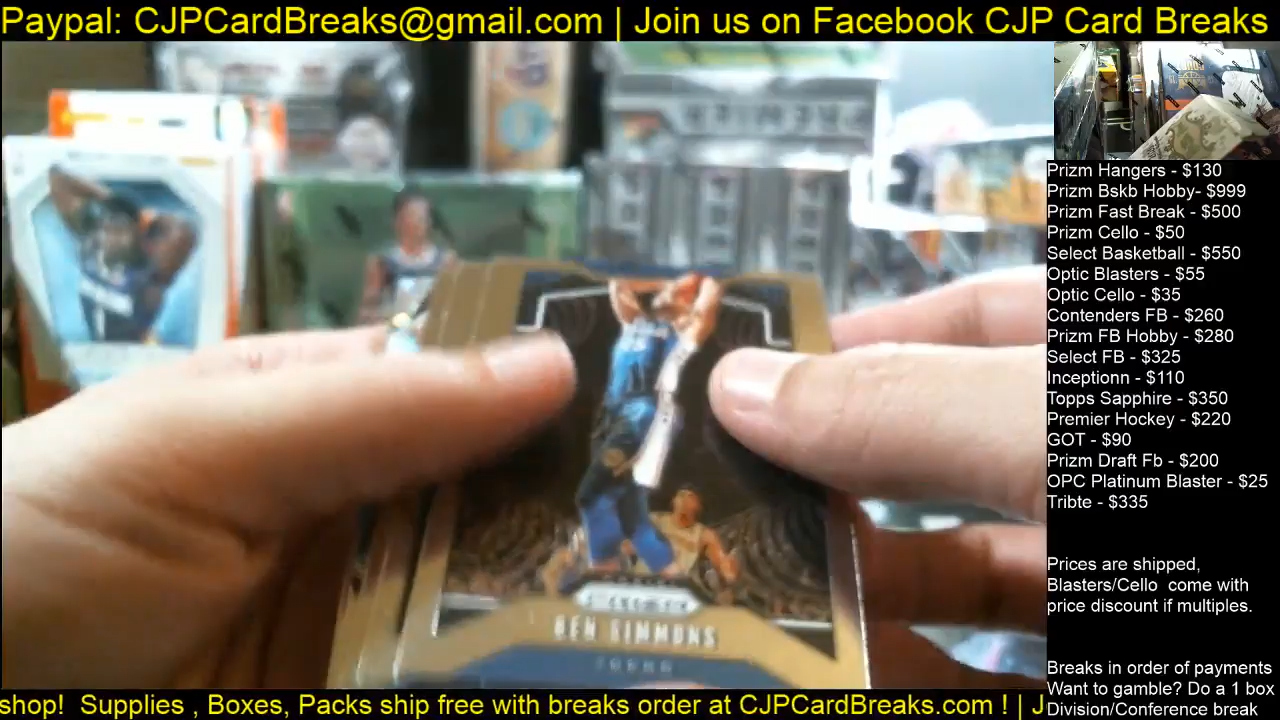 Paypal: CJPCardBreaks@gmail.com | Join us on Facebook CJP Card Breaks
Prizm Hangers - $130
Prizm Bskb Hobby- $999
Prizm Fast Break - $500
Prizm Cello - $50
Select Basketball - $550
Optic Blasters - $55
Optic Cello - $35
Contenders FB - $260
Prizm FB Hobby - $280
Select FB - $325
Inceptionn - $110
Topps Sapphire - $350
Premier Hockey - $220
GOT - $90
Prizm Draft Fb - $200
OPC Platinum Blaster - $25
Tribte - $335
Prices are shipped,
Blasters/Cello come with
price discount if multiples.
Breaks in order of payments
Want to gamble? Do a 1 box
Division/Conference break
BEN SIMMONS
shop! Supplies , Boxes, Packs ship free with breaks order at CJPCardBreaks.com ! | J